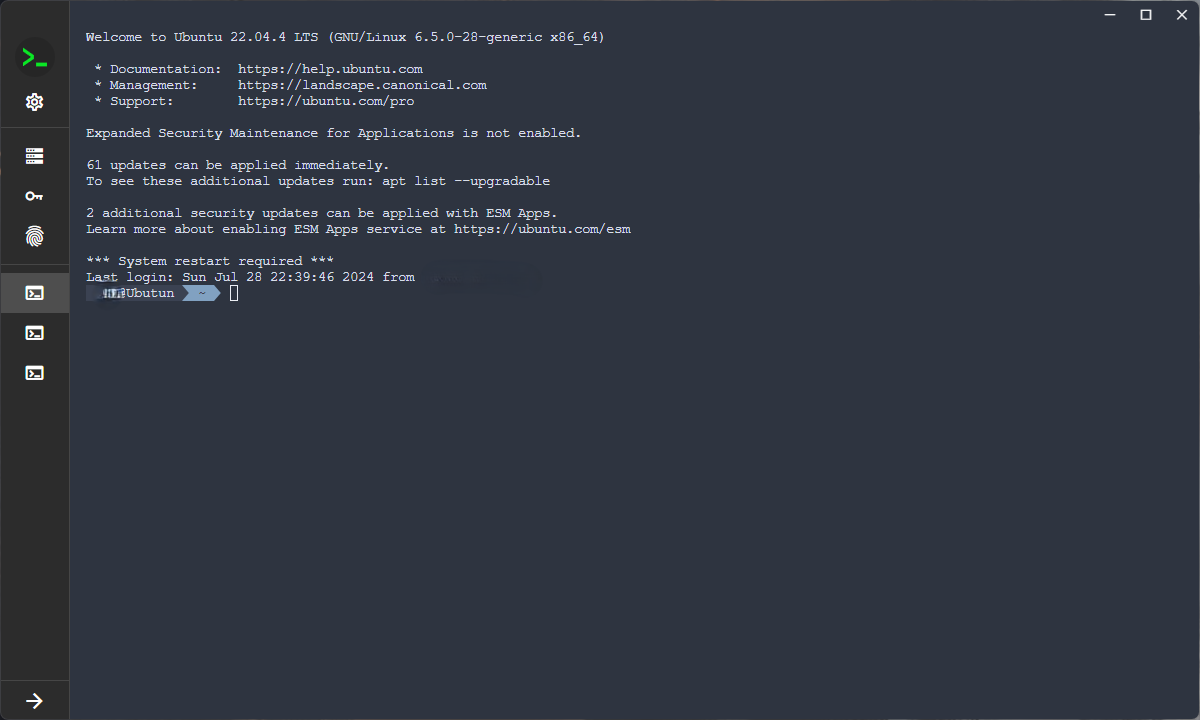 Welcome to Ubuntu 22.04.4 LTS (GNU/Linux 6.5.0-28-generic x86_64)
* Documentation: https://help.ubuntu.com
* Management: https://landscape.canonical.com
* Support: https://ubuntu.com/pro
Expanded Security Maintenance for Applications is not enabled.
61 updates can be applied immediately.
To see these additional updates run: apt list --upgradable
2 additional security updates can be applied with ESM Apps.
Learn more about enabling ESM Apps service at https://ubuntu.com/esm
*** System restart required ***
Last login: Sun Jul 28 22:39:46 2024 from
@Ubutun ~